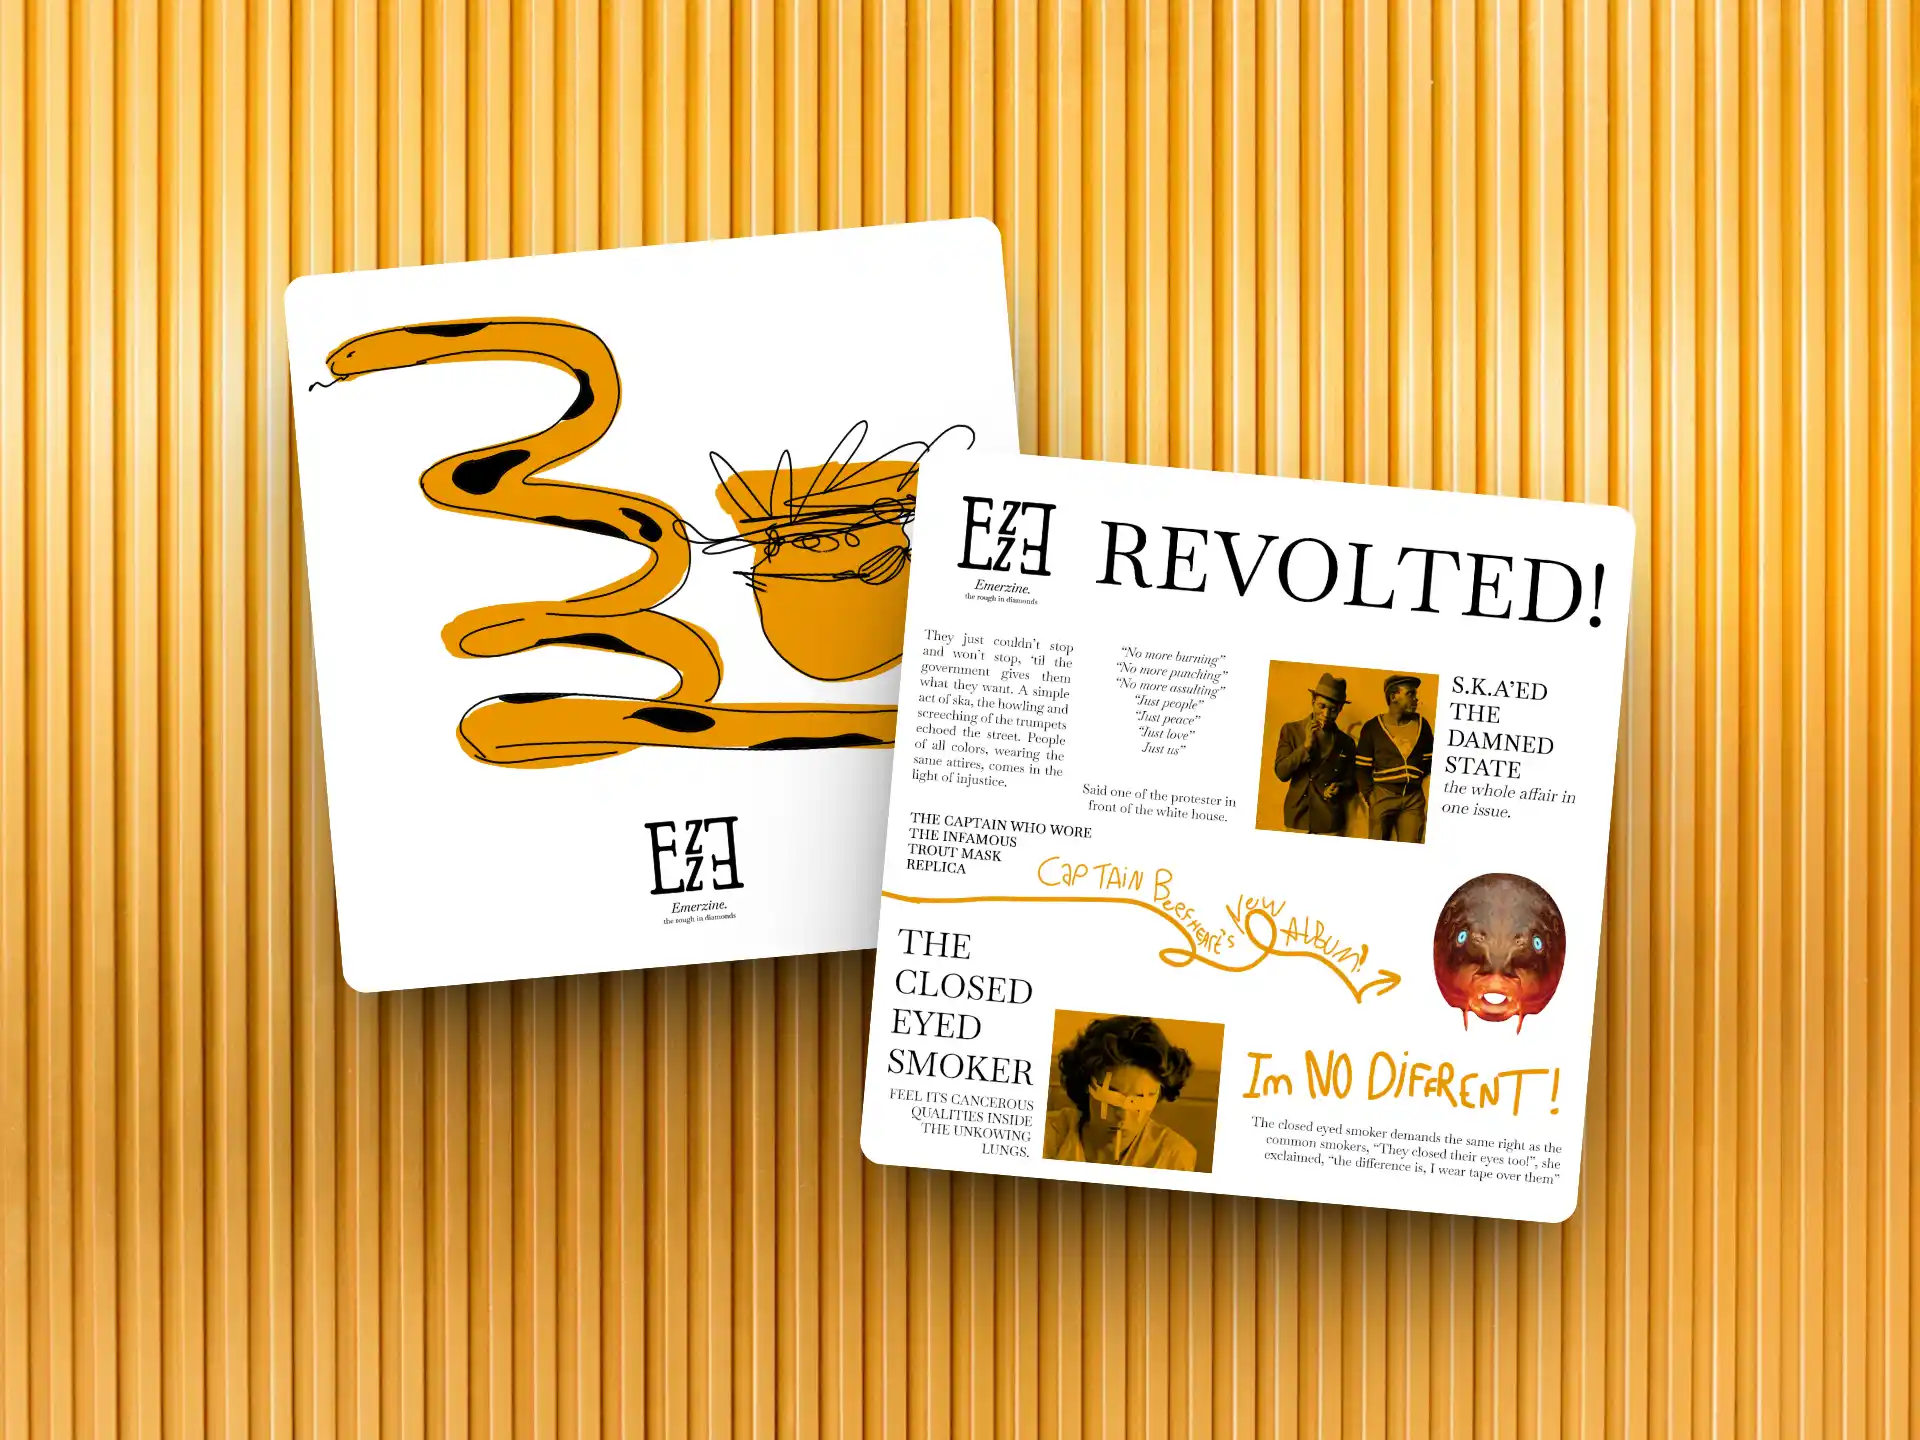 EzzE
Emerzine.
the rough in diamonds
EzzE
Emerzine.
the rough in diamonds
REVOLTED!
They just couldn't stop
and won't stop, 'til the
government gives them
what they want. A simple
act of ska, the howling and
screeching of the trumpets
echoed the street. People
of all colors, wearing the
same attires, comes in the
light of injustice.
"No more burning"
"No more punching"
"No more assulting"
"Just people"
"Just peace"
"Just love"
Just us"
Said one of the protester in
front of the white house.
S.K.A'ED
THE
DAMNED
STATE
the whole affair in
one issue.
THE CAPTAIN WHO WORE
THE INFAMOUS
TROUT MASK
REPLICA
CAPTAIN BEEFHEART'S NEW ALBUM!
THE
CLOSED
EYED
SMOKER
FEEL ITS CANCEROUS
QUALITIES INSIDE
THE UNKOWING
LUNGS.
Im NO DiFFRENT!
The closed eyed smoker demands the same right as the
common smokers, "They closed their eyes too!", she
exclaimed, "the difference is, I wear tape over them"